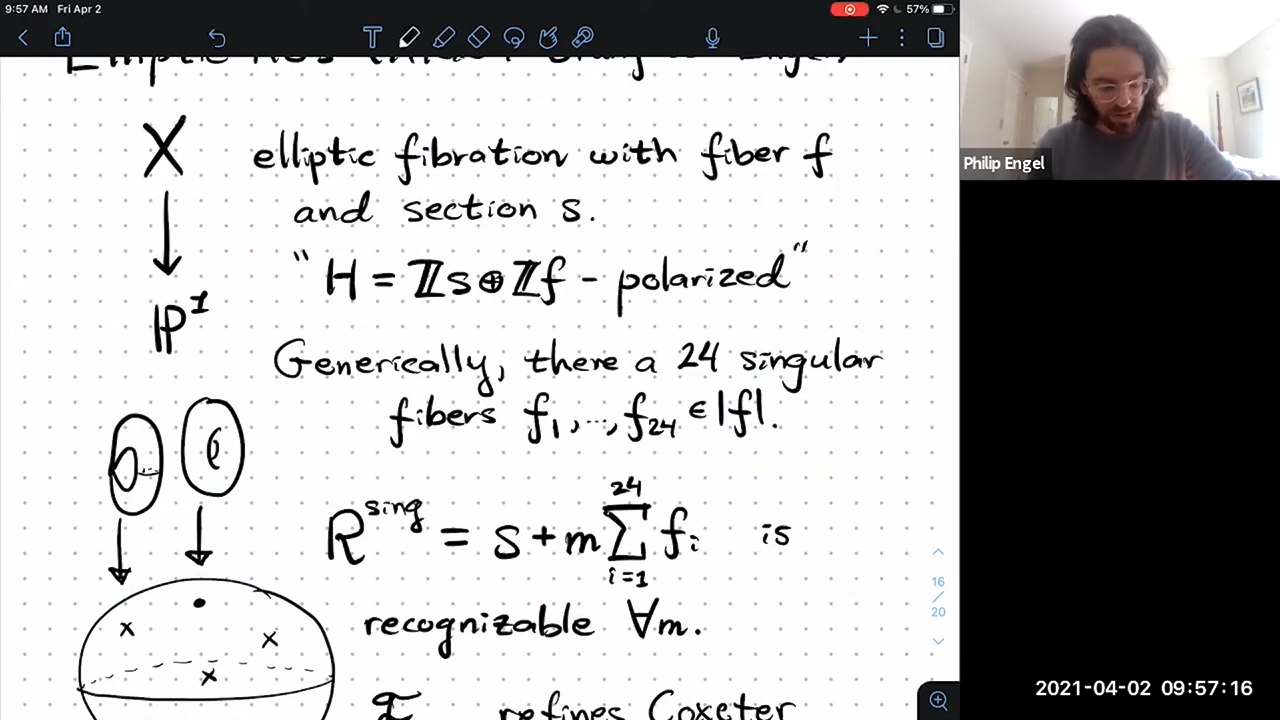 9:57 AM Fri Apr 2
57%
X
elliptic fibration with fiber f
and section s.
"H = ℤs⊕ℤf - polarized"
ℙ¹
Generically, there a 24 singular
fibers f₁,...,f₂₄ ∈ |f|.
R^sing = s + m ∑_{i=1}^{24} f_i is
recognizable ∀m.
refines Coxeter
16
/
20
Philip Engel
2021-04-02 09:57:16